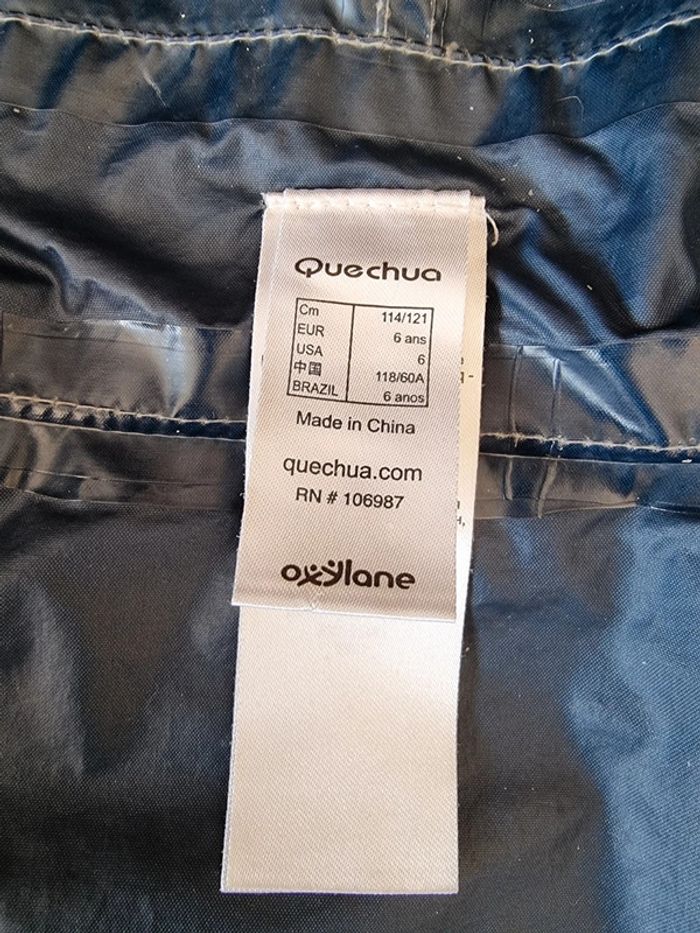 Quechua
Cm 114/121
EUR 6 ans
USA 6
中国 118/60A
BRAZIL 6 anos
Made in China
quechua.com
RN # 106987
oxylane